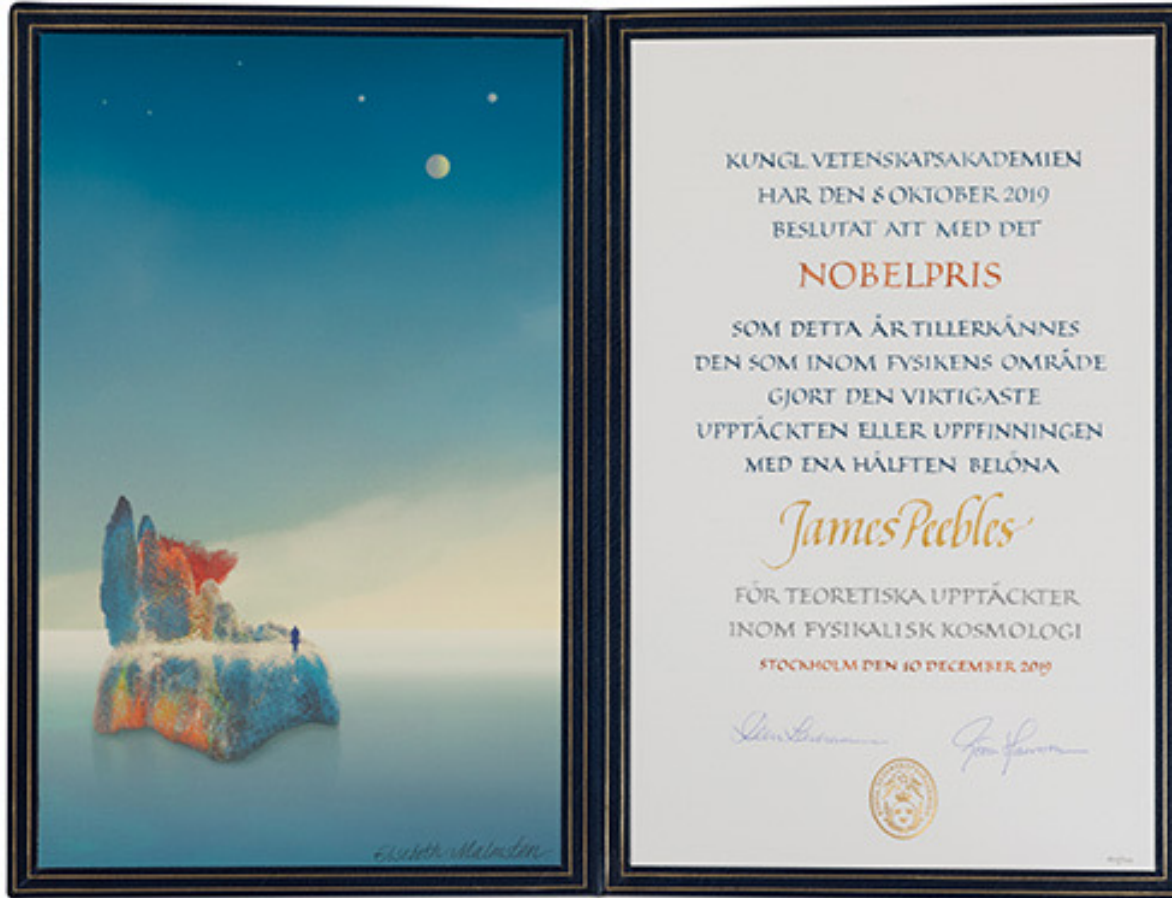 Elisabeth Malmsten
KUNGL. VETENSKAPSAKADEMIEN
HAR DEN 8 OKTOBER 2019
BESLUTAT ATT MED DET
NOBELPRIS
SOM DETTA ÅR TILLERKÄNNES
DEN SOM INOM FYSIKENS OMRÅDE
GJORT DEN VIKTIGASTE
UPPTÄCKTEN ELLER UPPFINNINGEN
MED ENA HÄLFTEN BELÖNA
James Peebles
FÖR TEORETISKA UPPTÄCKTER
INOM FYSIKALISK KOSMOLOGI
STOCKHOLM DEN 10 DECEMBER 2019